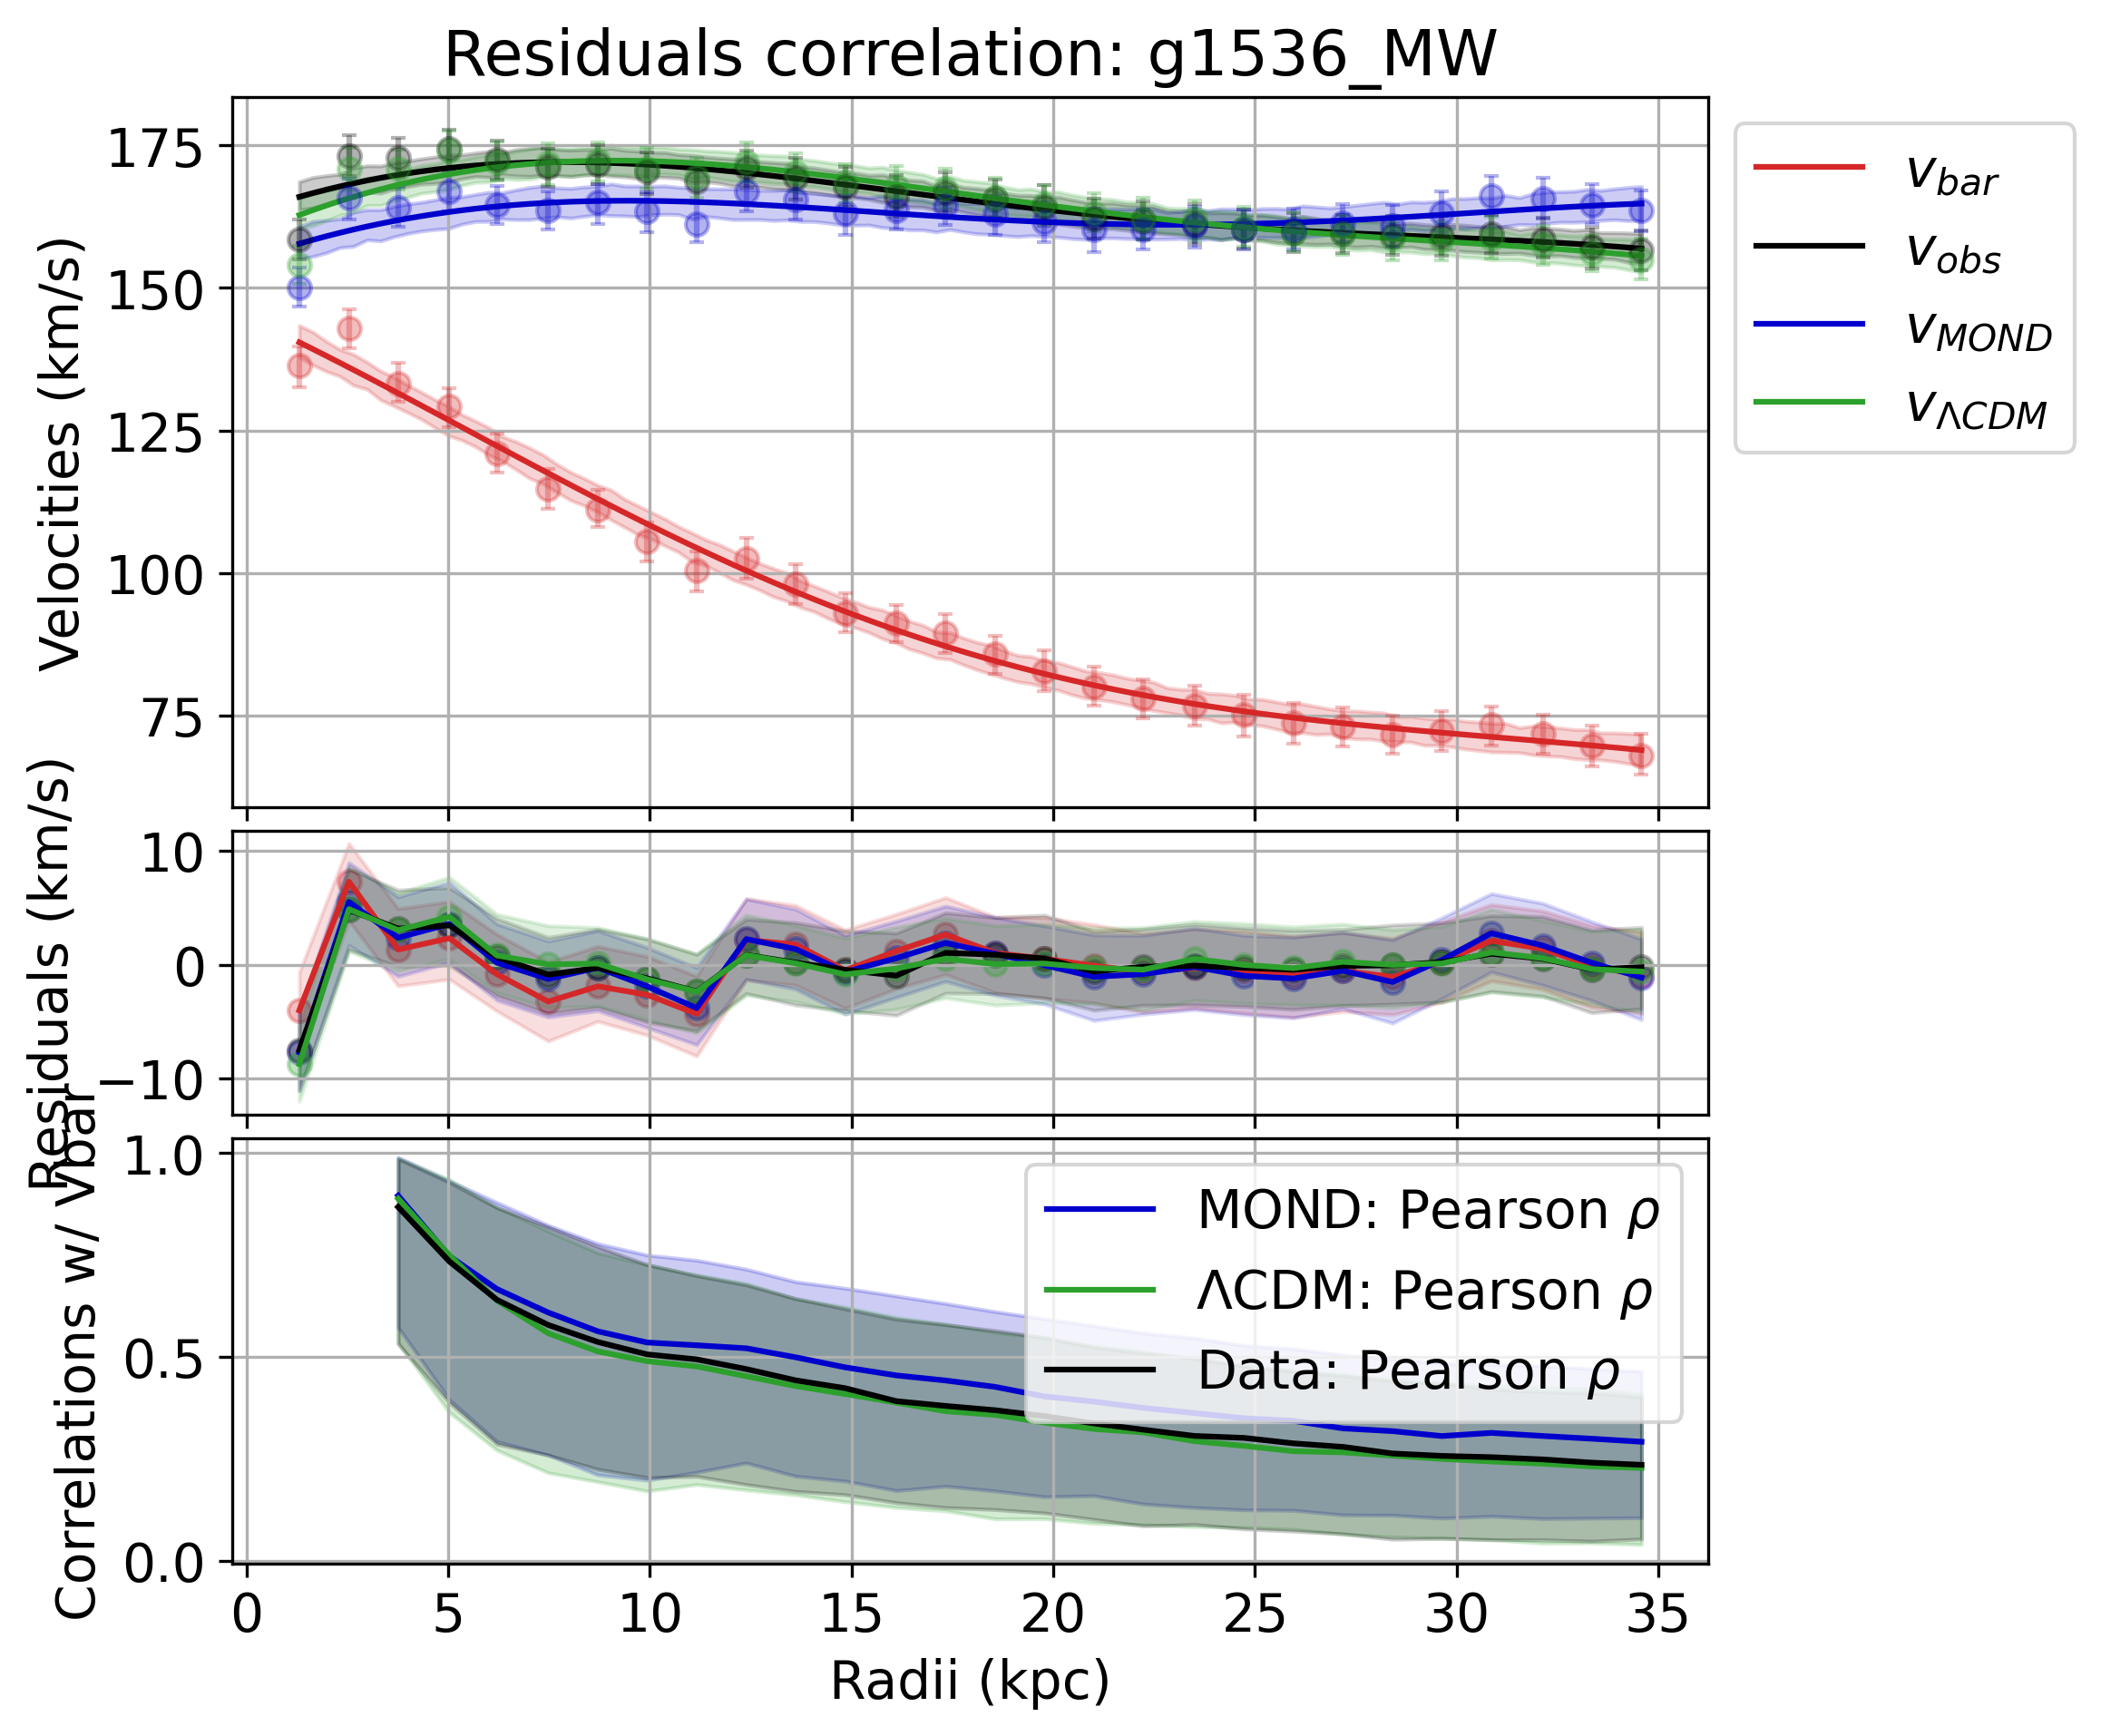 Residuals correlation: g1536_MW
Velocities (km/s)
175
150
125
100
75
v_bar
v_obs
v_MOND
v_ΛCDM
Residuals (km/s)
10
0
−10
Correlations w/ Vbar
1.0
0.5
0.0
MOND: Pearson ρ
ΛCDM: Pearson ρ
Data: Pearson ρ
0 5 10 15 20 25 30 35
Radii (kpc)